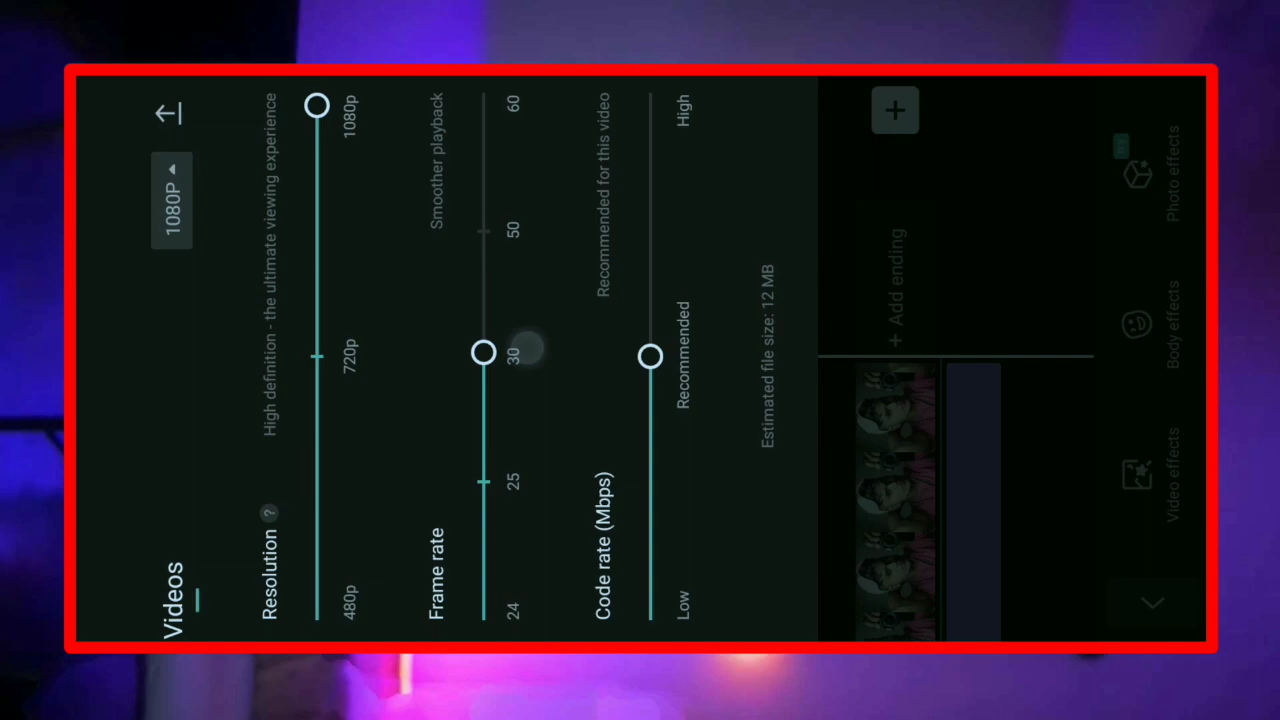 Videos 1080P
Resolution ? High definition - the ultimate viewing experience
480p 720p 1080p
Frame rate Smoother playback
24 25 30 50 60
Code rate (Mbps) Recommended for this video
Low Recommended High
Estimated file size: 12 MB
+ Add ending
Video effects Body effects Photo effects